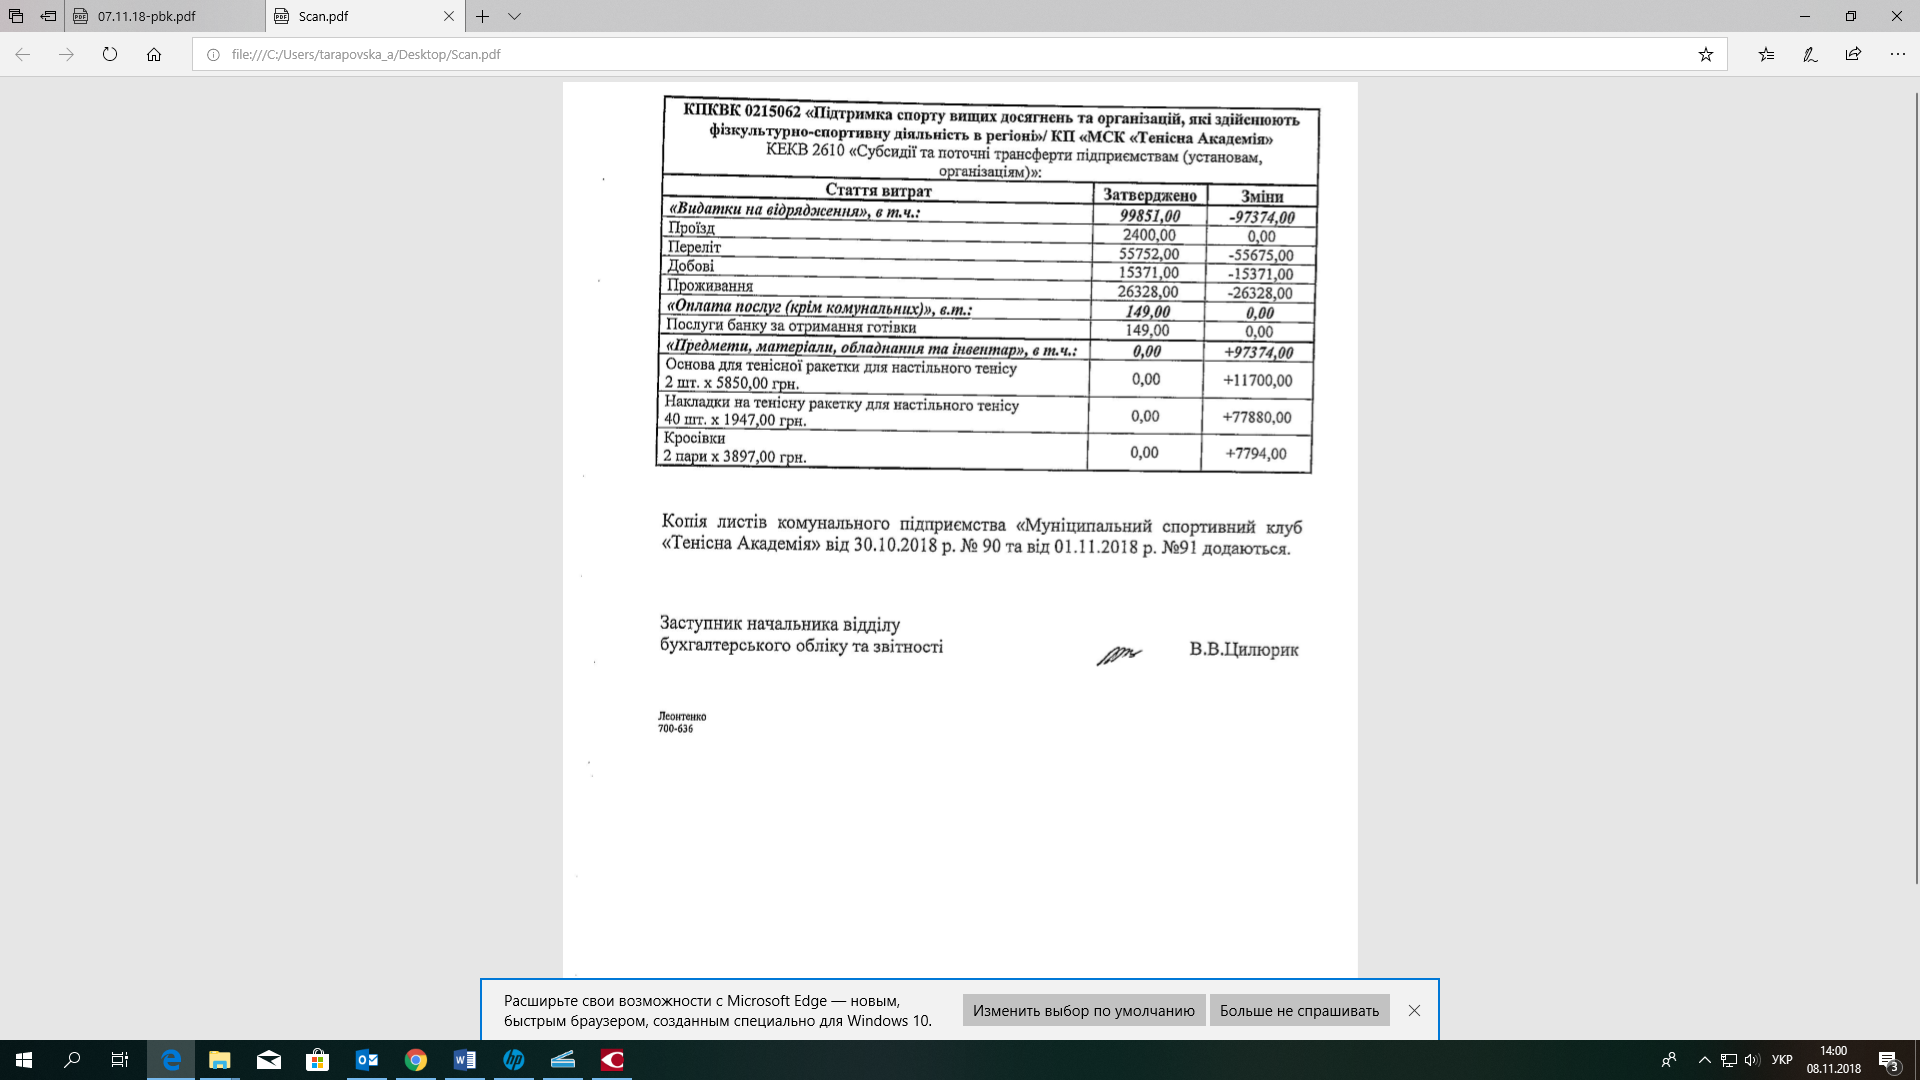 07.11.18-pbk.pdf
Scan.pdf
file:///C:/Users/tarapovska_a/Desktop/Scan.pdf
КПКВК 0215062 «Підтримка спорту вищих досягнень та організацій, які здійснюють
фізкультурно-спортивну діяльність в регіоні»/ КП «МСК «Тенісна Академія»
КЕКВ 2610 «Субсидії та поточні трансферти підприємствам (установам,
організаціям)»:
Стаття витрат Затверджено Зміни
«Видатки на відрядження», в т.ч.: 99851,00 -97374,00
Проїзд 2400,00 0,00
Переліт 55752,00 -55675,00
Добові 15371,00 -15371,00
Проживання 26328,00 -26328,00
«Оплата послуг (крім комунальних)», в.т.: 149,00 0,00
Послуги банку за отримання готівки 149,00 0,00
«Предмети, матеріали, обладнання та інвентар», в т.ч.: 0,00 +97374,00
Основа для тенісної ракетки для настільного тенісу
2 шт. х 5850,00 грн. 0,00 +11700,00
Накладки на тенісну ракетку для настільного тенісу
40 шт. х 1947,00 грн. 0,00 +77880,00
Кросівки
2 пари х 3897,00 грн. 0,00 +7794,00
Копія листів комунального підприємства «Муніципальний спортивний клуб
«Тенісна Академія» від 30.10.2018 р. № 90 та від 01.11.2018 р. №91 додаються.
Заступник начальника відділу
бухгалтерського обліку та звітності В.В.Цилюрик
Леонтенко
700-636
Расширьте свои возможности с Microsoft Edge — новым,
быстрым браузером, созданным специально для Windows 10.
Изменить выбор по умолчанию
Больше не спрашивать
УКР
14:00
08.11.2018
3